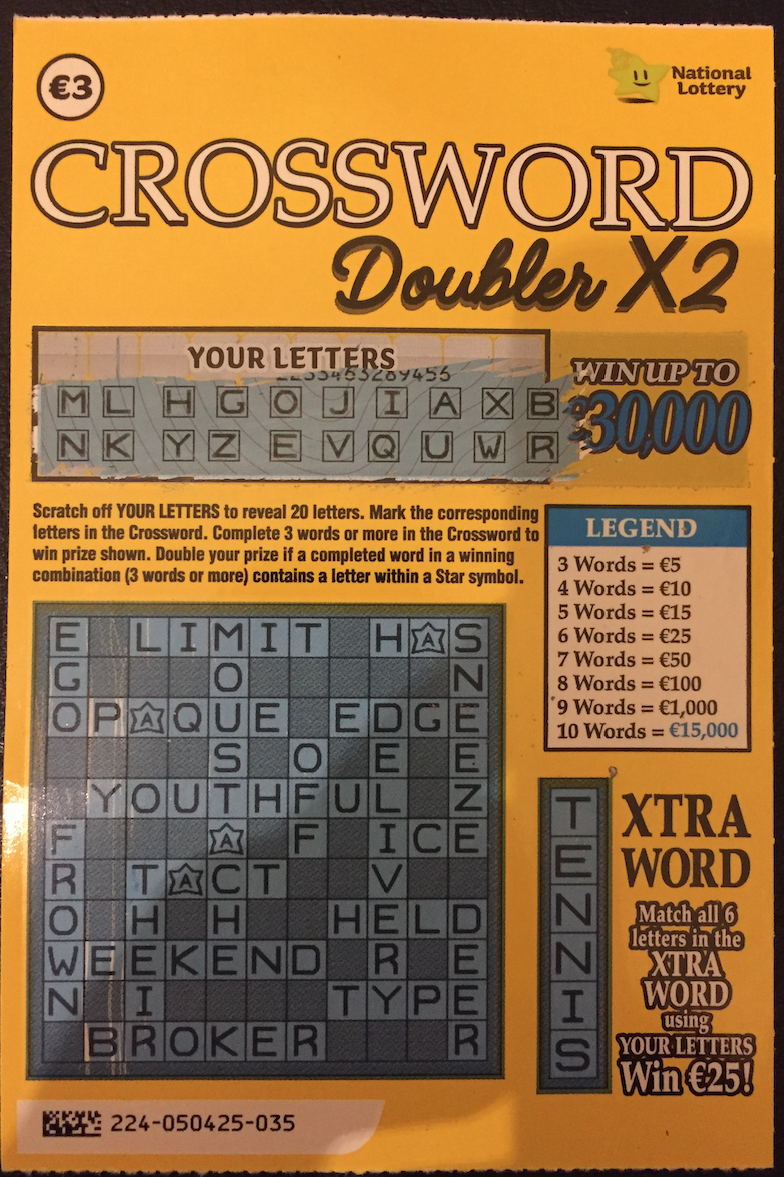 €3
National
Lottery
CROSSWORD
Doubler X2
YOUR LETTERS
M L H G O J I A X B
N K Y Z E V Q U W R
WIN UP TO
€30,000
Scratch off YOUR LETTERS to reveal 20 letters. Mark the corresponding
letters in the Crossword. Complete 3 words or more in the Crossword to
win prize shown. Double your prize if a completed word in a winning
combination (3 words or more) contains a letter within a Star symbol.
LEGEND
3 Words = €5
4 Words = €10
5 Words = €15
6 Words = €25
7 Words = €50
8 Words = €100
9 Words = €1,000
10 Words = €15,000
E LIMIT HAS
G O N
OPAQUE EDGE
S O E E
YOUTHFUL Z
F A F ICE
R TACT V
O H H HELD
WEEKEND R E
N I TYPE
BROKER R
T
E
N
N
I
S
XTRA
WORD
Match all 6
letters in the
XTRA
WORD
using
YOUR LETTERS
Win €25!
224-050425-035